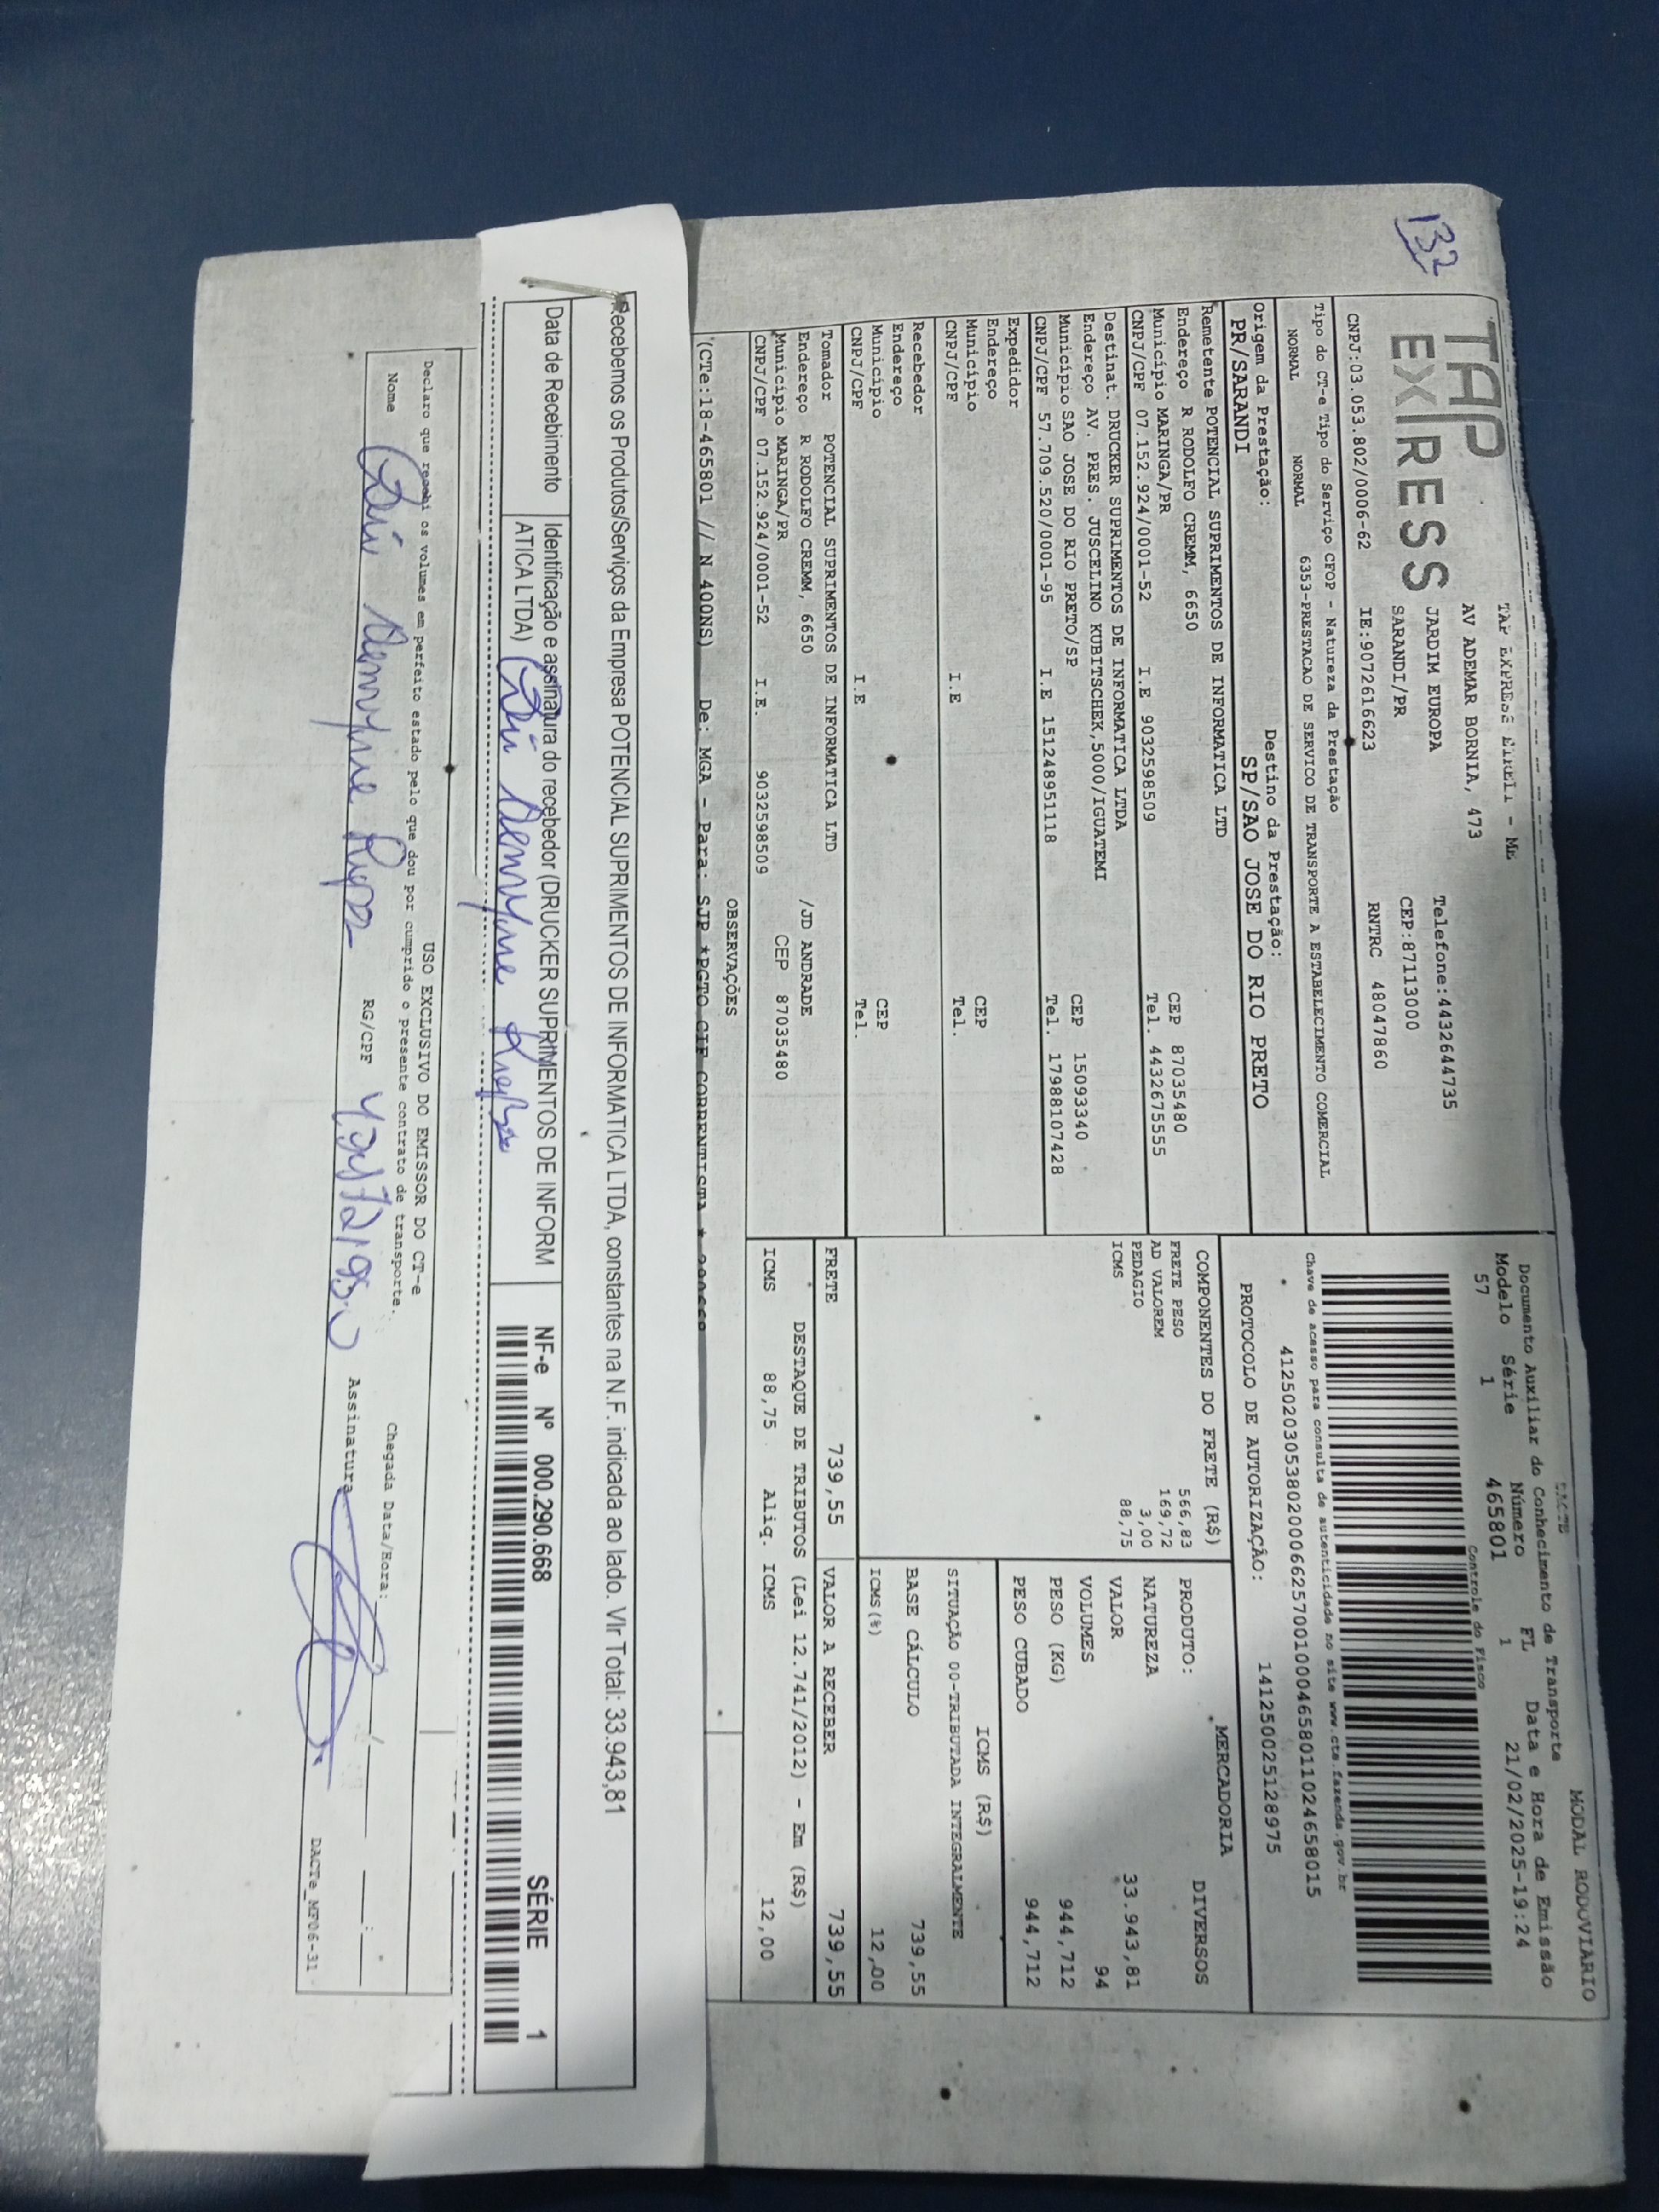 132
TAP EXPRESS
TAP EXPRESS EIRELI - ME
AV ADEMAR BORNIA, 473
JARDIM EUROPA
SARANDI/PR
Telefone:4432644735
CEP:87113000
CNPJ:03.053.802/0006-62 IE:9072616623 RNTRC 48047860
DACTE MODAL RODOVIÁRIO
Documento Auxiliar do Conhecimento de Transporte
Modelo Série Número FL Data e Hora de Emissão
57 1 465801 1 21/02/2025-19:24
Controle do Fisco
Chave de acesso para consulta de autenticidade no site www.cte.fazenda.gov.br
41250203053802000662570010004658011024658015
PROTOCOLO DE AUTORIZAÇÃO: 141250025128975
Tipo do CT-e Tipo do Serviço CFOP - Natureza da Prestação
NORMAL NORMAL 6353-PRESTACAO DE SERVICO DE TRANSPORTE A ESTABELECIMENTO COMERCIAL
Origem da Prestação: Destino da Prestação:
PR/SARANDI SP/SAO JOSE DO RIO PRETO
Remetente POTENCIAL SUPRIMENTOS DE INFORMATICA LTD
Endereço R RODOLFO CREMM, 6650 CEP 87035480
Município MARINGA/PR Tel. 4432675555
CNPJ/CPF 07.152.924/0001-52 I.E 9032598509
Destinat. DRUCKER SUPRIMENTOS DE INFORMATICA LTDA
Endereço AV. PRES. JUSCELINO KUBITSCHEK,5000/IGUATEMI
Município SAO JOSE DO RIO PRETO/SP CEP 15093340
CNPJ/CPF 57.709.520/0001-95 I.E 151248951118 Tel. 17988107428
Expedidor
Endereço
Município CEP
CNPJ/CPF I.E Tel.
Recebedor
Endereço
Município CEP
CNPJ/CPF I.E Tel.
Tomador POTENCIAL SUPRIMENTOS DE INFORMATICA LTD
Endereço R RODOLFO CREMM, 6650 /JD ANDRADE
Município MARINGA/PR CEP 87035480
CNPJ/CPF 07.152.924/0001-52 I.E. 9032598509
COMPONENTES DO FRETE (R$)
FRETE PESO 566,83
AD VALOREM 169,72
PEDAGIO 3,00
ICMS 88,75
MERCADORIA
PRODUTO: DIVERSOS
NATUREZA
VALOR 33.943,81
VOLUMES 94
PESO (KG) 944,712
PESO CUBADO 944,712
ICMS (R$)
SITUAÇÃO 00-TRIBUTADA INTEGRALMENTE
BASE CÁLCULO 739,55
ICMS(%) 12,00
FRETE 739,55 VALOR A RECEBER 739,55
DESTAQUE DE TRIBUTOS (Lei 12.741/2012) - Em (R$)
ICMS 88,75 Aliq. ICMS 12,00
OBSERVAÇÕES
(CTe:18-465801 // N 400NS) De: MGA - Para: SJP *PGTO CIF CORRENTISTA * 290668
Recebemos os Produtos/Serviços da Empresa POTENCIAL SUPRIMENTOS DE INFORMATICA LTDA, constantes na N.F. indicada ao lado. Vlr Total: 33.943,81
Data de Recebimento Identificação e assinatura do recebedor (DRUCKER SUPRIMENTOS DE INFORMATICA LTDA)
NF-e Nº 000.290.668 SÉRIE 1
USO EXCLUSIVO DO EMISSOR DO CT-e
Declaro que recebi os volumes em perfeito estado pelo que dou por cumprido o presente contrato de transporte.
Chegada Data/Hora: __/__ __:__
Nome RG/CPF Assinatura
DACTe_MF06-31